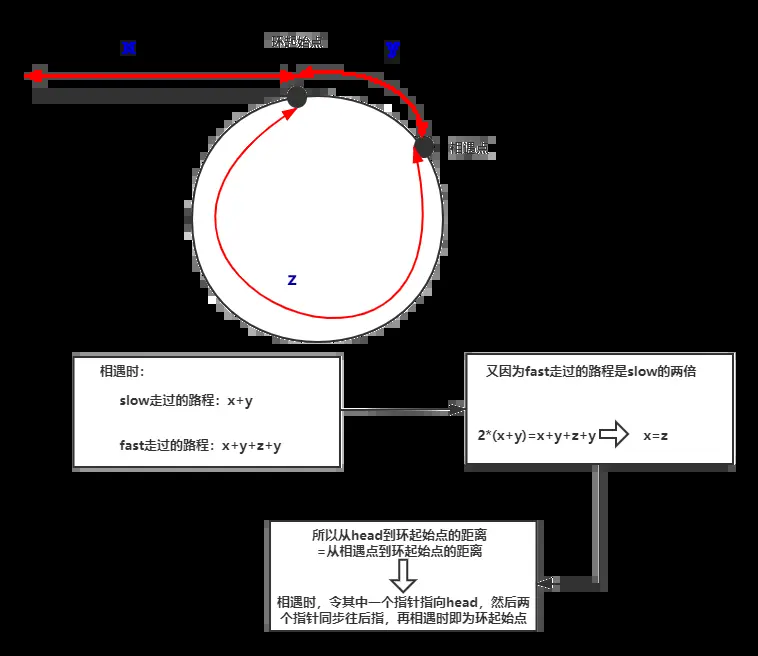 x
环起始点
y
相遇点
z
相遇时：
slow走过的路程：x+y
fast走过的路程：x+y+z+y
又因为fast走过的路程是slow的两倍
2*(x+y)=x+y+z+y
x=z
所以从head到环起始点的距离
=从相遇点到环起始点的距离
相遇时，令其中一个指针指向head，然后两
个指针同步往后指，再相遇时即为环起始点